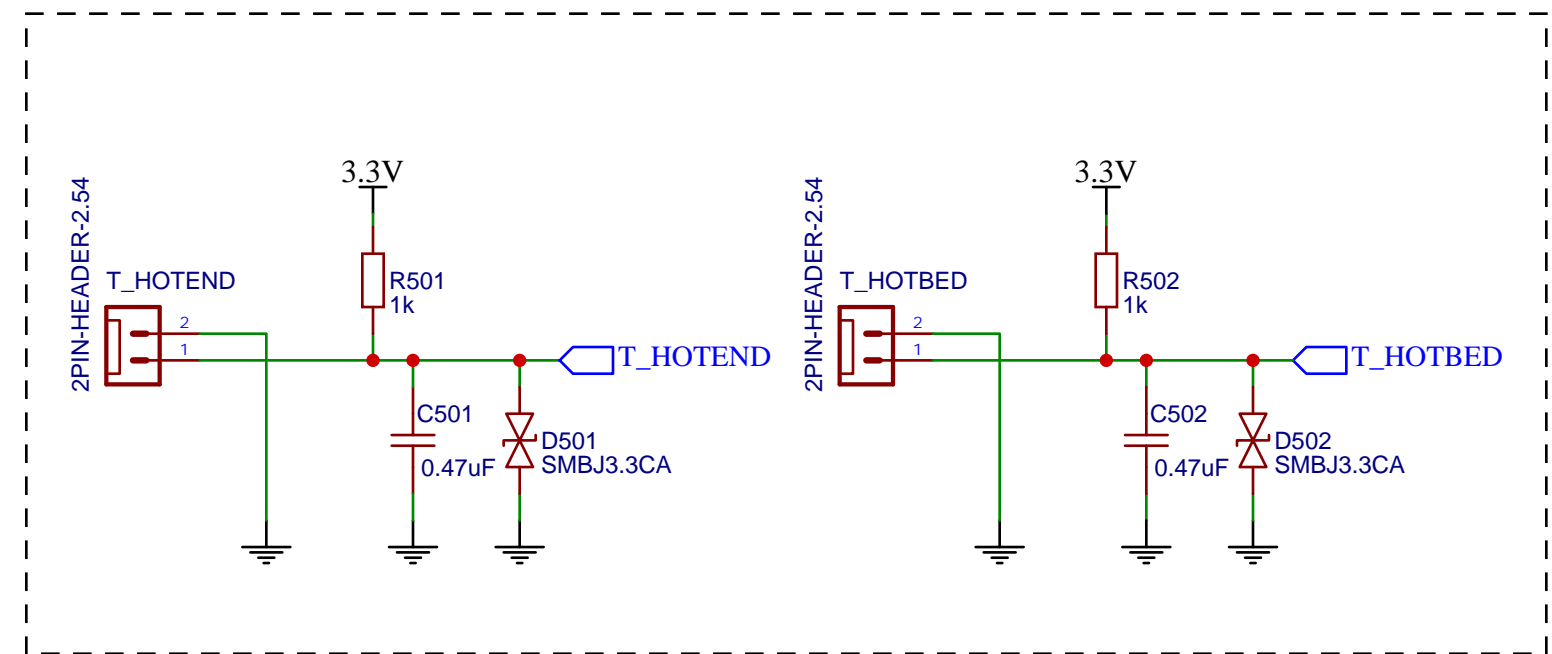 3.3V
2PIN-HEADER-2.54
T_HOTEND
R501
1k
2
1
T_HOTEND
C501
0.47uF
D501
SMBJ3.3CA
3.3V
2PIN-HEADER-2.54
T_HOTBED
R502
1k
2
1
T_HOTBED
C502
0.47uF
D502
SMBJ3.3CA